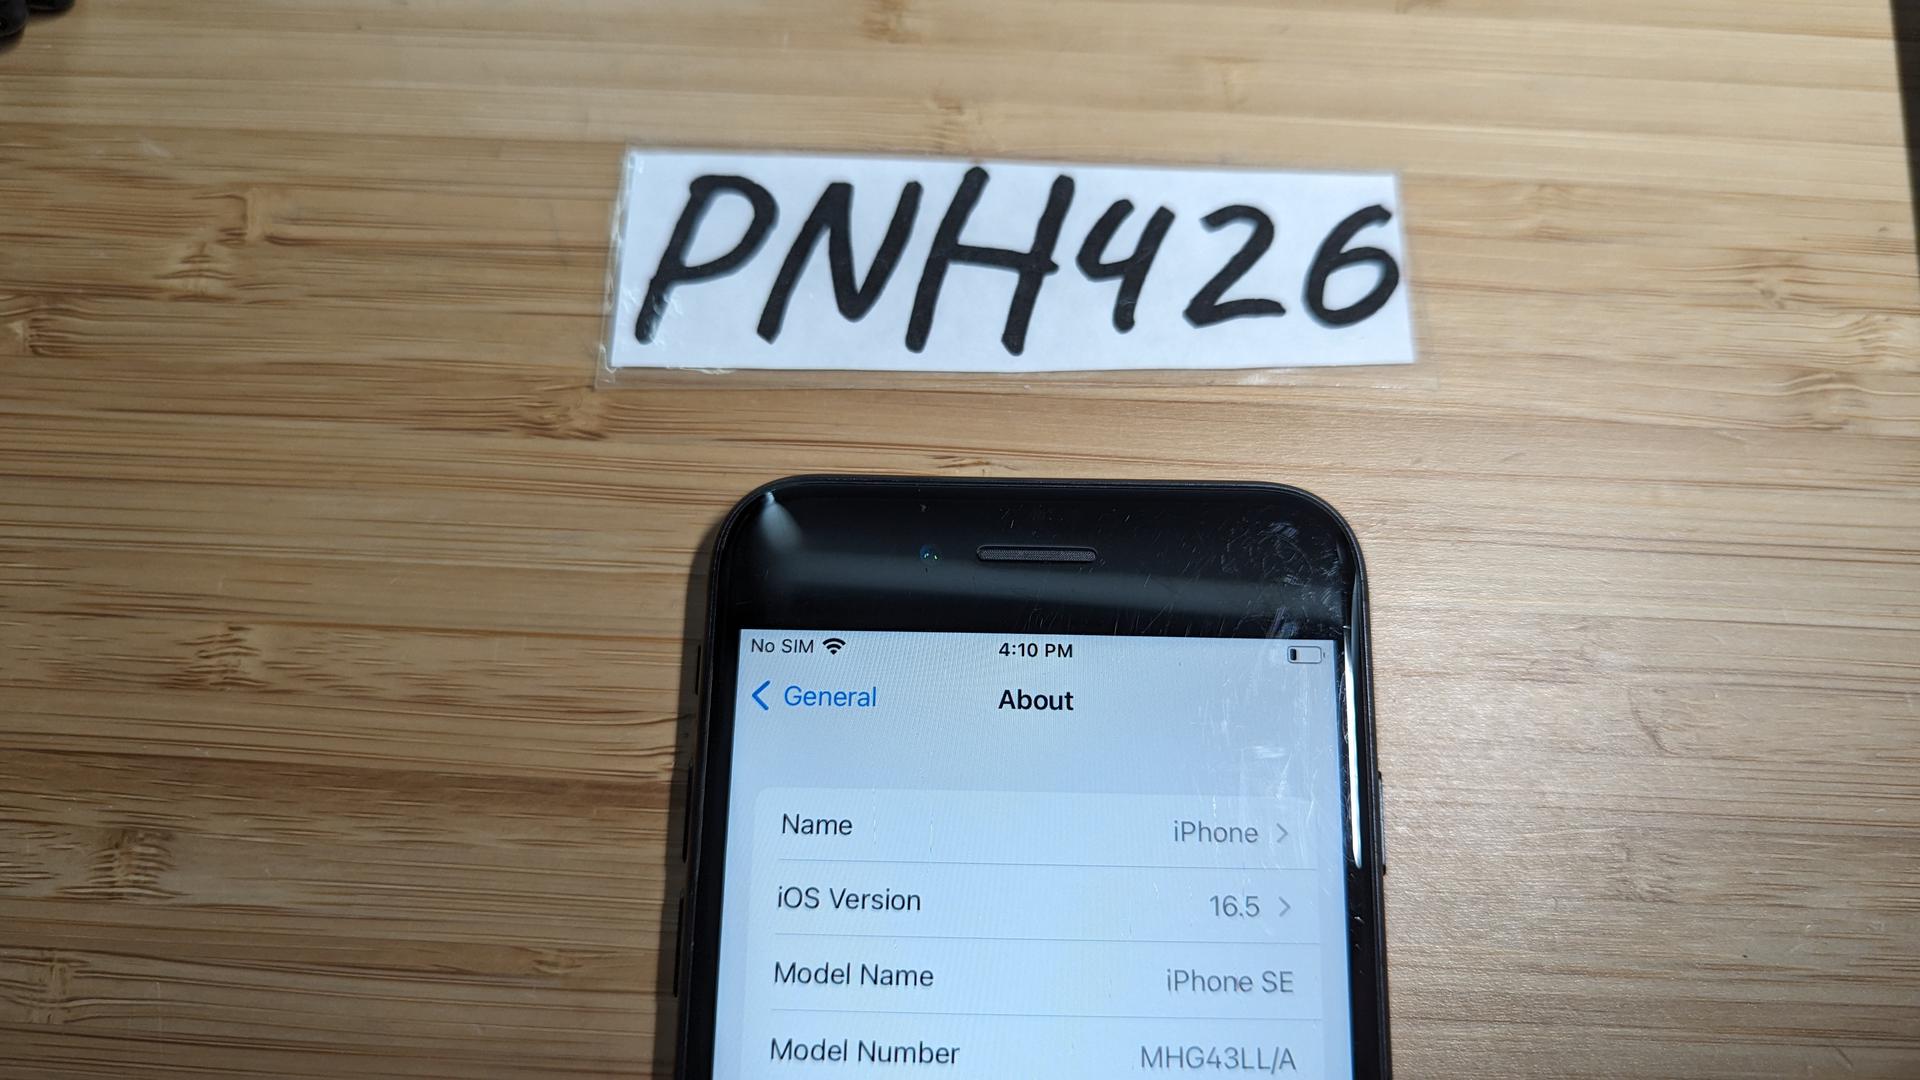 PNH426
No SIM 4:10 PM
General About
Name iPhone
iOS Version 16.5
Model Name iPhone SE
Model Number MHG43LL/A